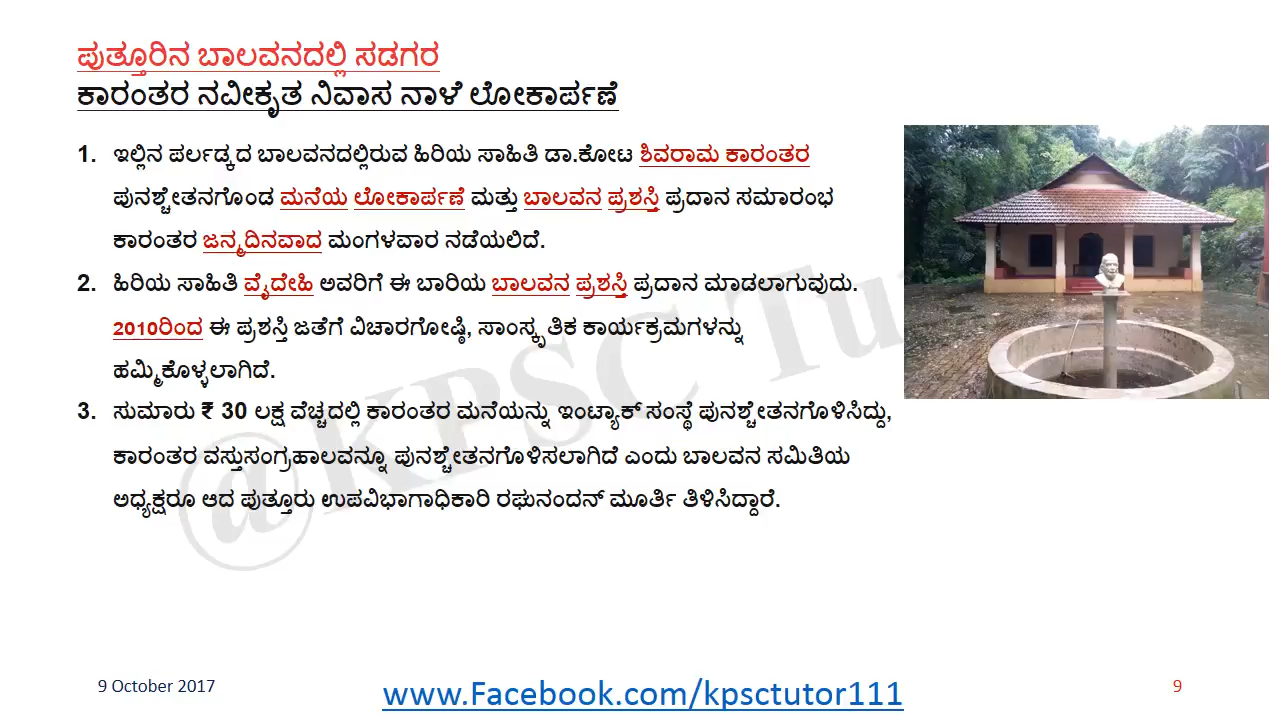 ಪುತ್ತೂರಿನ ಬಾಲವನದಲ್ಲಿ ಸಡಗರ
ಕಾರಂತರ ನವೀಕೃತ ನಿವಾಸ ನಾಳೆ ಲೋಕಾರ್ಪಣೆ
1. ಇಲ್ಲಿನ ಪರ್ಲಡ್ಕದ ಬಾಲವನದಲ್ಲಿರುವ ಹಿರಿಯ ಸಾಹಿತಿ ಡಾ.ಕೋಟ ಶಿವರಾಮ ಕಾರಂತರ
ಪುನಶ್ಚೇತನಗೊಂಡ ಮನೆಯ ಲೋಕಾರ್ಪಣೆ ಮತ್ತು ಬಾಲವನ ಪ್ರಶಸ್ತಿ ಪ್ರದಾನ ಸಮಾರಂಭ
ಕಾರಂತರ ಜನ್ಮದಿನವಾದ ಮಂಗಳವಾರ ನಡೆಯಲಿದೆ.
2. ಹಿರಿಯ ಸಾಹಿತಿ ವೈದೇಹಿ ಅವರಿಗೆ ಈ ಬಾರಿಯ ಬಾಲವನ ಪ್ರಶಸ್ತಿ ಪ್ರದಾನ ಮಾಡಲಾಗುವುದು.
2010ರಿಂದ ಈ ಪ್ರಶಸ್ತಿ ಜತೆಗೆ ವಿಚಾರಗೋಷ್ಠಿ, ಸಾಂಸ್ಕೃತಿಕ ಕಾರ್ಯಕ್ರಮಗಳನ್ನು
ಹಮ್ಮಿಕೊಳ್ಳಲಾಗಿದೆ.
3. ಸುಮಾರು ₹ 30 ಲಕ್ಷ ವೆಚ್ಚದಲ್ಲಿ ಕಾರಂತರ ಮನೆಯನ್ನು ಇಂಟ್ಯಾಕ್ ಸಂಸ್ಥೆ ಪುನಶ್ಚೇತನಗೊಳಿಸಿದ್ದು,
ಕಾರಂತರ ವಸ್ತುಸಂಗ್ರಹಾಲವನ್ನೂ ಪುನಶ್ಚೇತನಗೊಳಿಸಲಾಗಿದೆ ಎಂದು ಬಾಲವನ ಸಮಿತಿಯ
ಅಧ್ಯಕ್ಷರೂ ಆದ ಪುತ್ತೂರು ಉಪವಿಭಾಗಾಧಿಕಾರಿ ರಘುನಂದನ್ ಮೂರ್ತಿ ತಿಳಿಸಿದ್ದಾರೆ.
@KPSC Tu
9 October 2017
www.Facebook.com/kpsctutor111
9